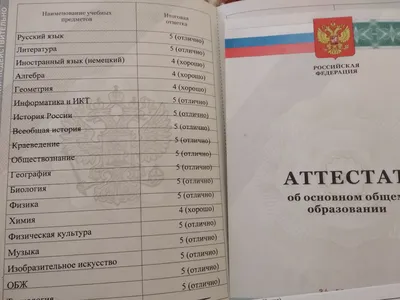 Наименование учебных предметов
Итоговая отметка
Русский язык 5 (отлично)
Литература 5 (отлично)
Иностранный язык (немецкий) 4 (хорошо)
Алгебра 4 (хорошо)
Геометрия 4 (хорошо)
Информатика и ИКТ 5 (отлично)
История России 5 (отлично)
Всеобщая история 5 (отлично)
Краеведение 5 (отлично)
Обществознание 5 (отлично)
География 5 (отлично)
Биология 5 (отлично)
Физика 5 (отлично)
Химия 4 (хорошо)
Физическая культура 5 (отлично)
Музыка 5 (отлично)
Изобразительное искусство 5 (отлично)
ОБЖ 5 (отлично)
РОССИЙСКАЯ
ФЕДЕРАЦИЯ
АТТЕСТАТ
об основном общем
образовании